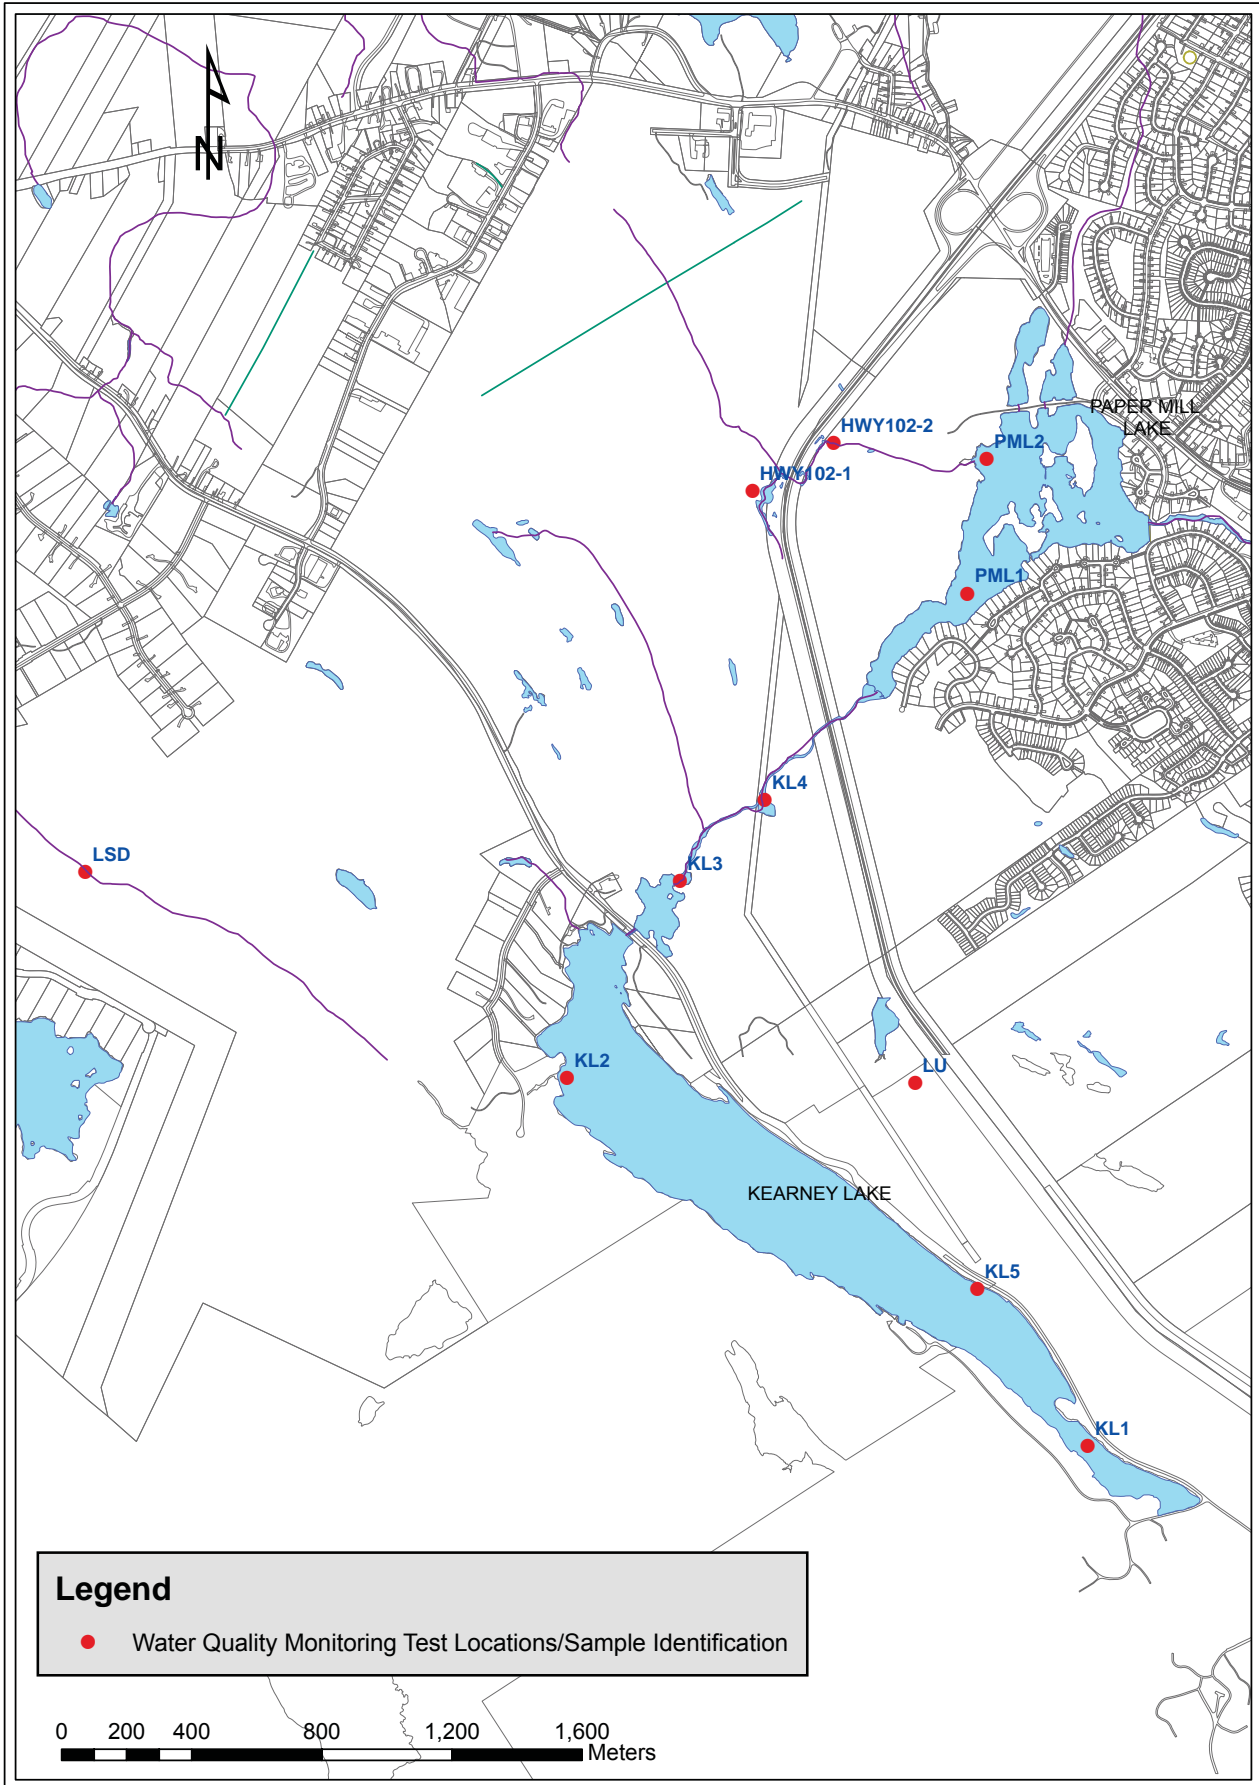 N
PAPER MILL
LAKE
HWY102-2
PML2
HWY102-1
PML1
KL4
LSD
KL3
KL2
LU
KEARNEY LAKE
KL5
KL1
Legend
Water Quality Monitoring Test Locations/Sample Identification
0 200 400 800 1,200 1,600
Meters